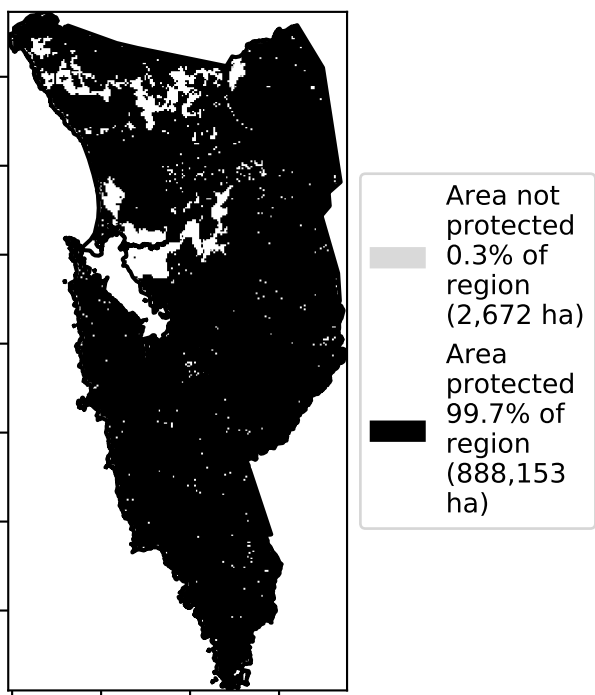 Area not
protected
0.3% of
region
(2,672 ha)
Area
protected
99.7% of
region
(888,153
ha)